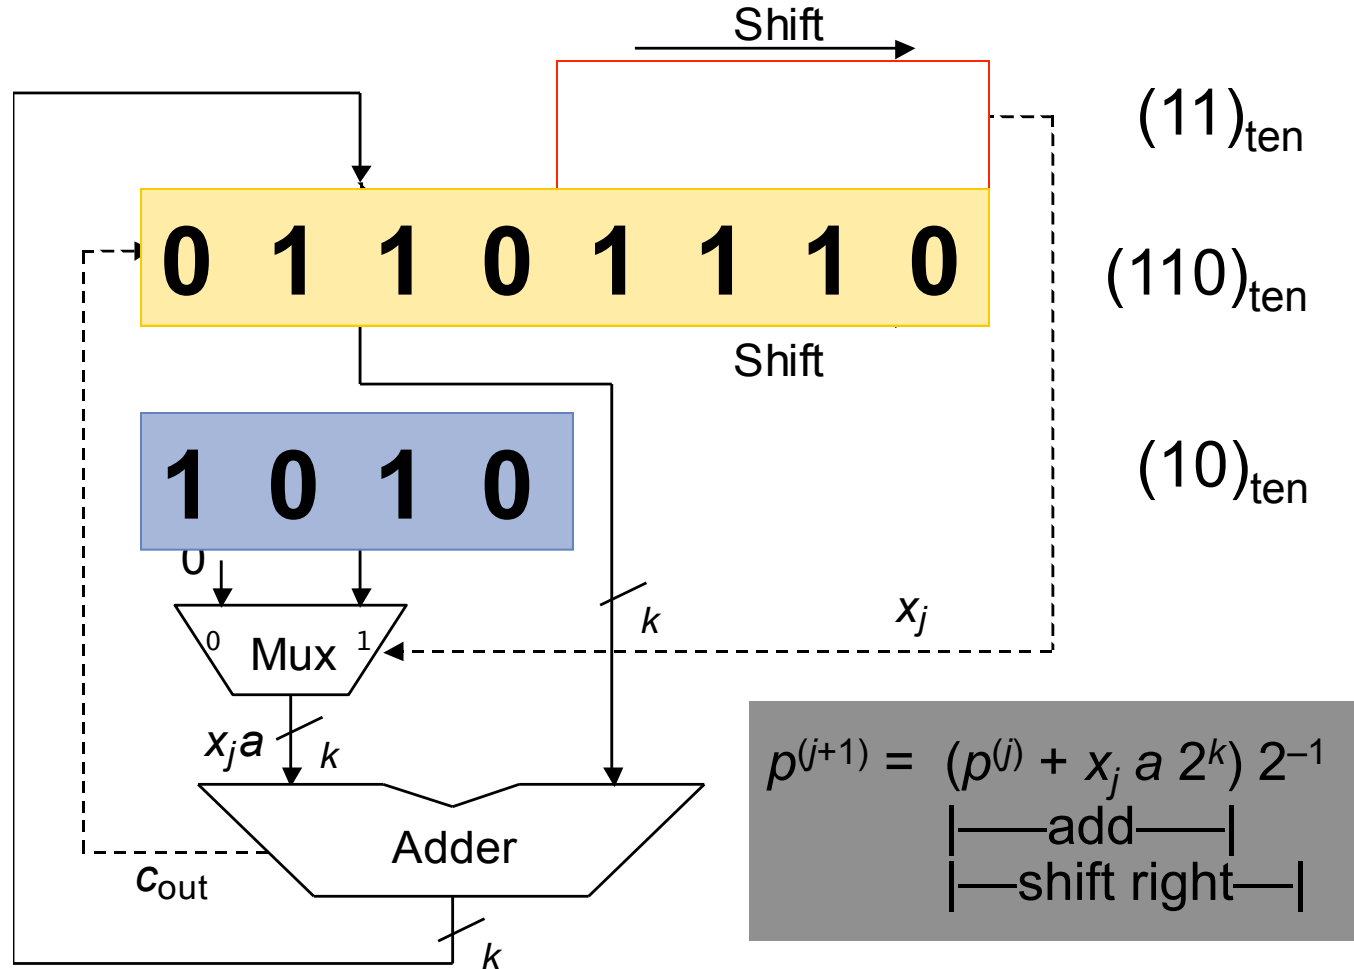 Shift
(11)ten
0 1 1 0 1 1 1 0
(110)ten
Shift
1 0 1 0
(10)ten
0
k
xj
0 Mux 1
xja
k
p(j+1) = (p(j) + xj a 2k) 2–1
add
shift right
Adder
cout
k